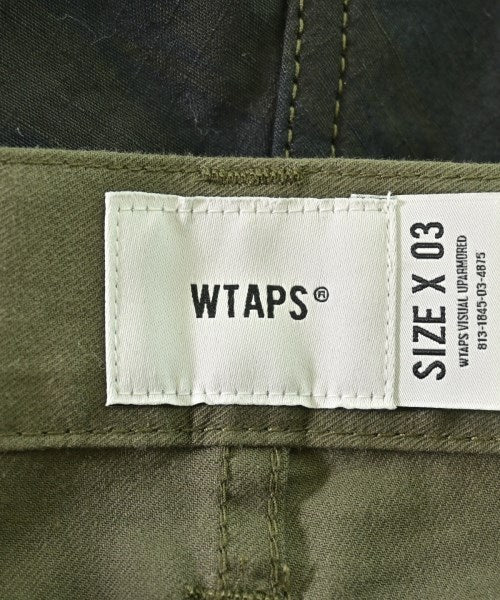 WTAPS®
SIZE X 03
WTAPS VISUAL UPARMORED
813-1845-03-4875